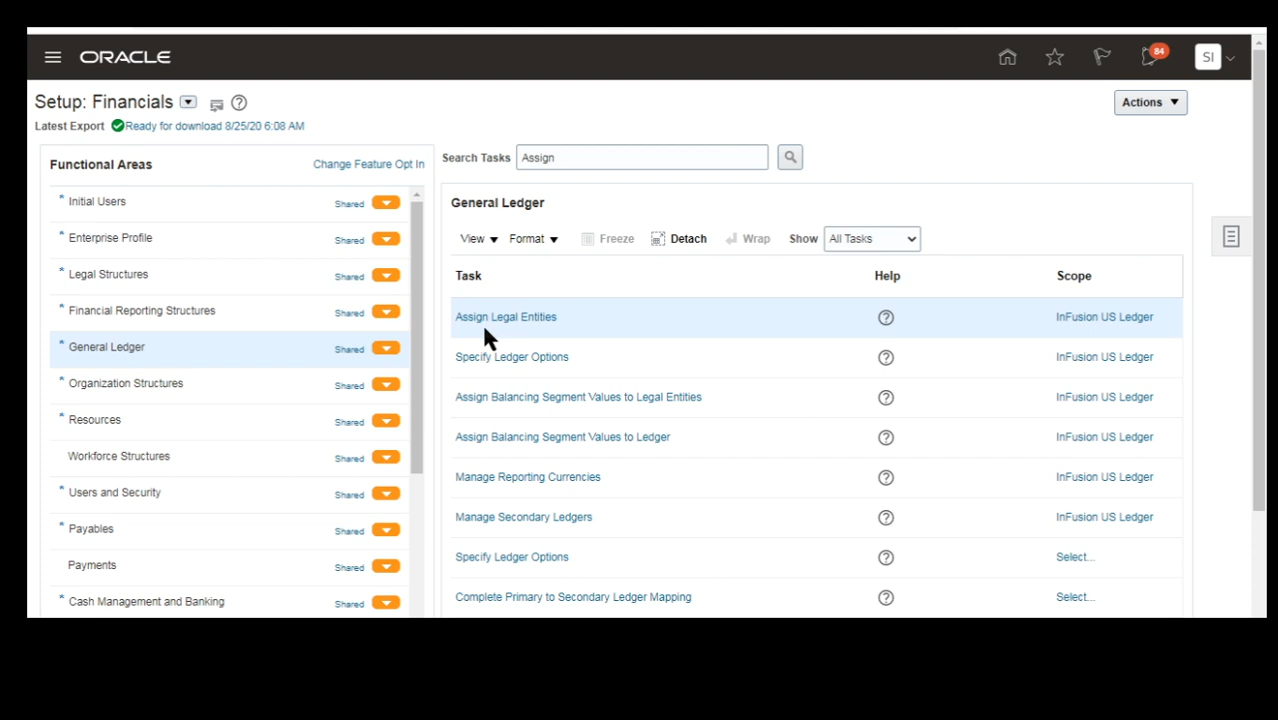 ORACLE
84
SI
Setup: Financials
Actions
Latest Export Ready for download 8/25/20 6:08 AM
Functional Areas
Change Feature Opt In
* Initial Users Shared
* Enterprise Profile Shared
* Legal Structures Shared
* Financial Reporting Structures Shared
* General Ledger Shared
* Organization Structures Shared
* Resources Shared
Workforce Structures Shared
* Users and Security Shared
* Payables Shared
Payments Shared
* Cash Management and Banking Shared
Search Tasks Assign
General Ledger
View Format Freeze Detach Wrap Show All Tasks
Task Help Scope
Assign Legal Entities InFusion US Ledger
Specify Ledger Options InFusion US Ledger
Assign Balancing Segment Values to Legal Entities InFusion US Ledger
Assign Balancing Segment Values to Ledger InFusion US Ledger
Manage Reporting Currencies InFusion US Ledger
Manage Secondary Ledgers InFusion US Ledger
Specify Ledger Options Select...
Complete Primary to Secondary Ledger Mapping Select...